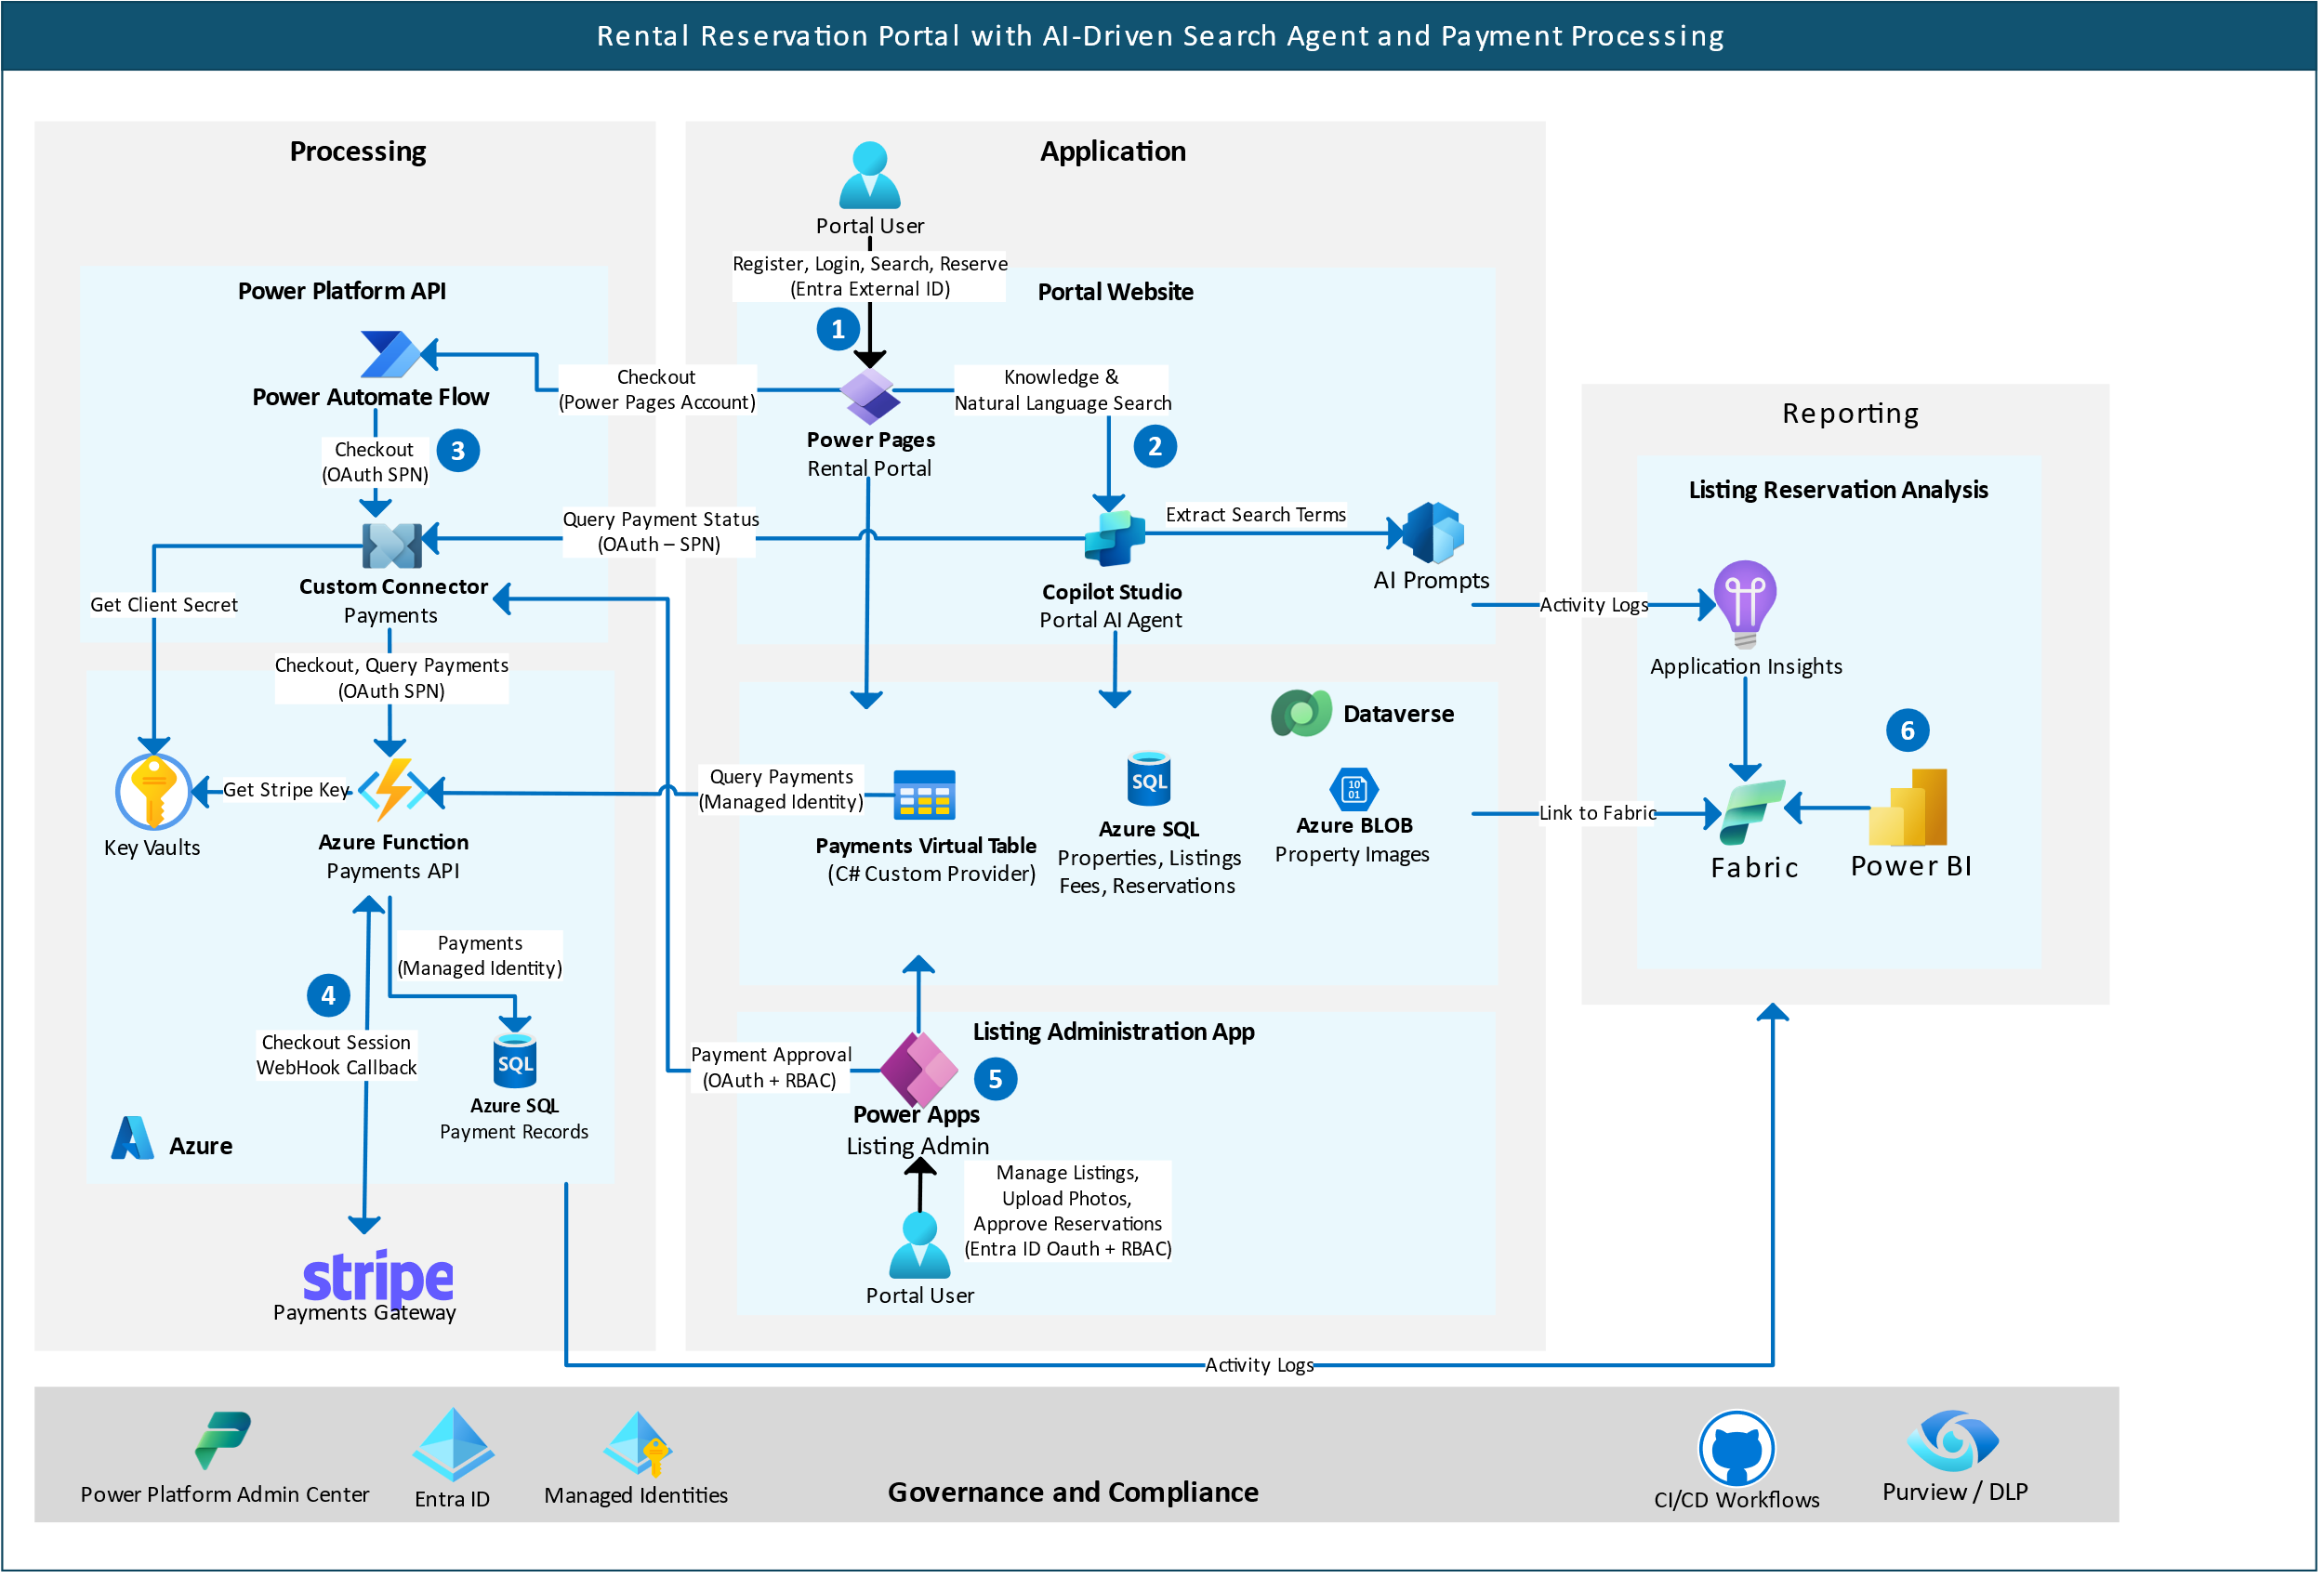 Rental Reservation Portal with AI-Driven Search Agent and Payment Processing
Processing
Power Platform API
Power Automate Flow
Checkout
(OAuth SPN)
3
Custom Connector
Payments
Get Client Secret
Checkout, Query Payments
(OAuth SPN)
Get Stripe Key
Key Vaults
Azure Function
Payments API
Payments
(Managed Identity)
4
Checkout Session
WebHook Callback
SQL
Azure SQL
Payment Records
Azure
stripe
Payments Gateway
Checkout
(Power Pages Account)
Query Payment Status
(OAuth – SPN)
Query Payments
(Managed Identity)
Payment Approval
(OAuth + RBAC)
Application
Portal User
Register, Login, Search, Reserve
(Entra External ID)
Portal Website
1
Knowledge &
Natural Language Search
Power Pages
Rental Portal
2
Extract Search Terms
AI Prompts
Copilot Studio
Portal AI Agent
Dataverse
SQL
10
01
Payments Virtual Table
(C# Custom Provider)
Azure SQL
Properties, Listings
Fees, Reservations
Azure BLOB
Property Images
Listing Administration App
5
Power Apps
Listing Admin
Manage Listings,
Upload Photos,
Approve Reservations
(Entra ID Oauth + RBAC)
Portal User
Activity Logs
Link to Fabric
Reporting
Listing Reservation Analysis
Application Insights
6
Fabric
Power BI
Activity Logs
Power Platform Admin Center
Entra ID
Managed Identities
Governance and Compliance
CI/CD Workflows
Purview / DLP